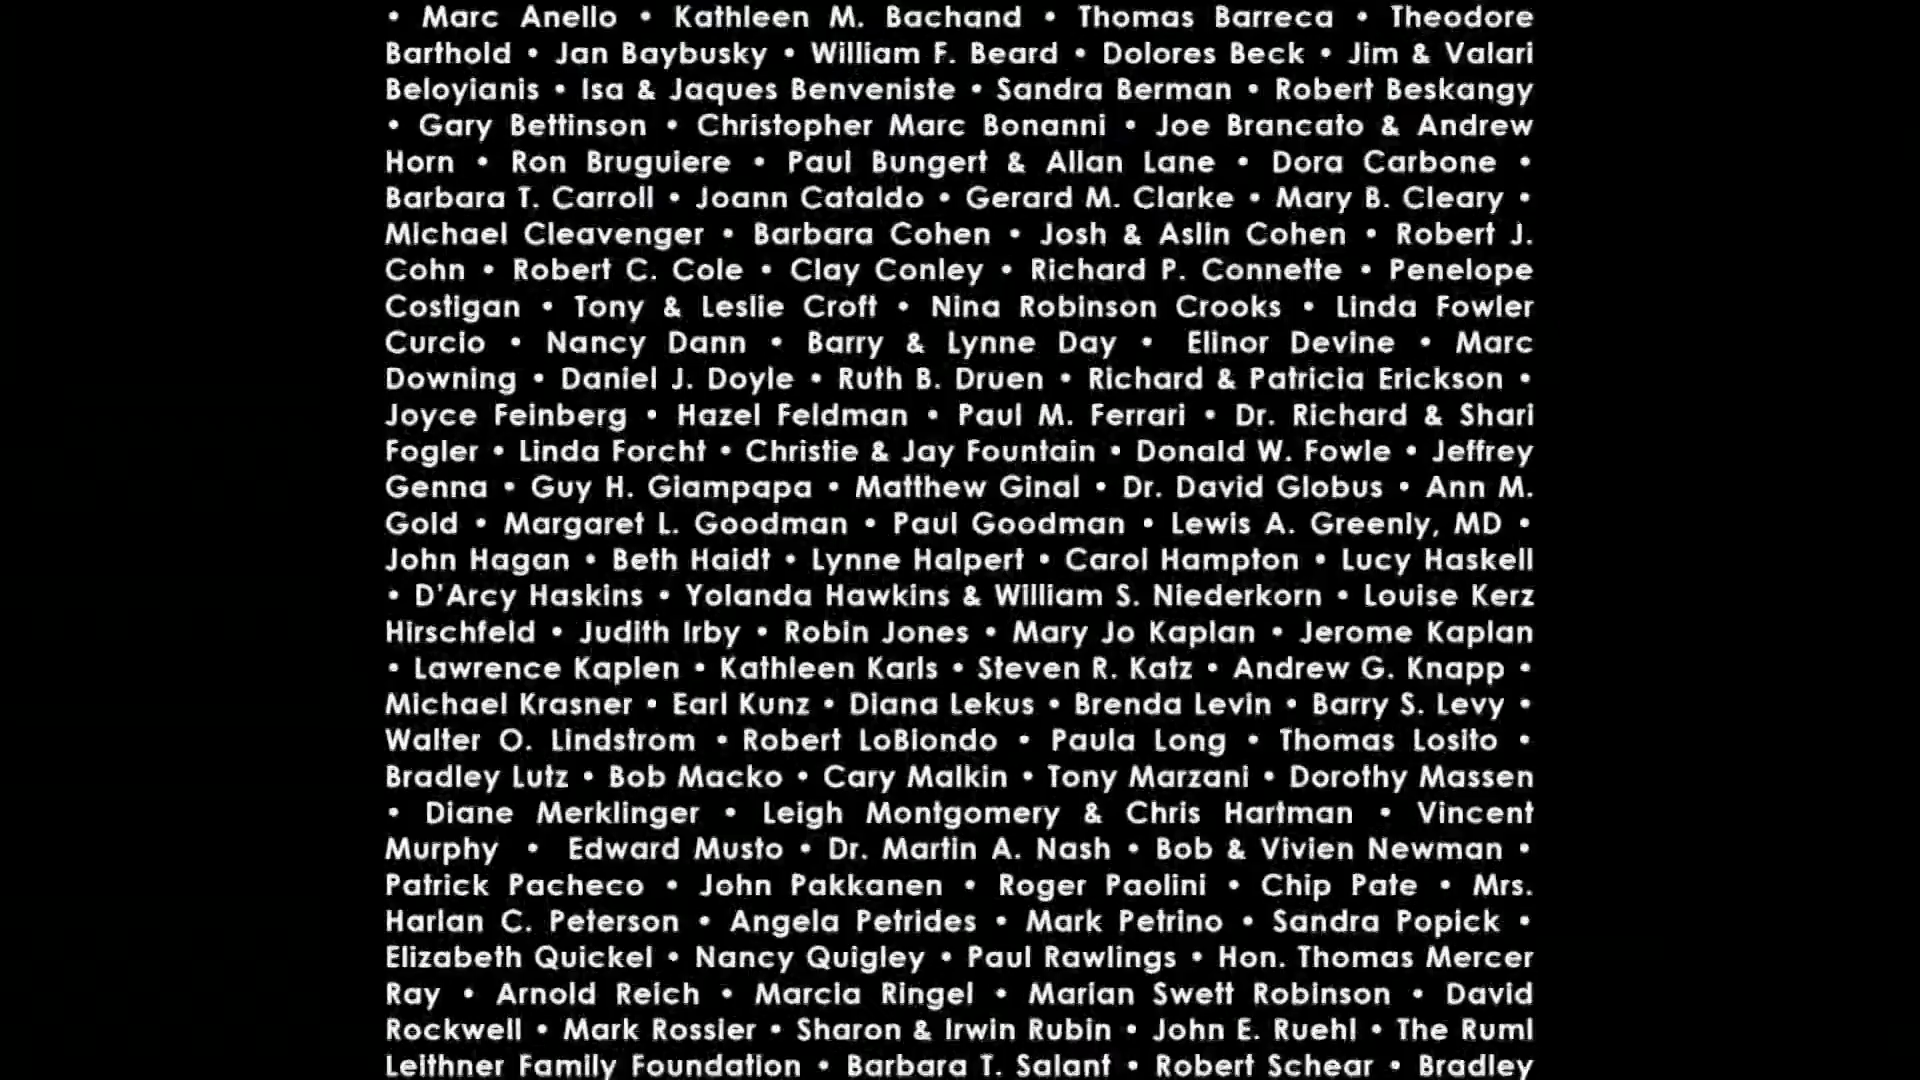 • Marc Anello • Kathleen M. Bachand • Thomas Barreca • Theodore
Barthold • Jan Baybusky • William F. Beard • Dolores Beck • Jim & Valari
Beloyianis • Isa & Jaques Benveniste • Sandra Berman • Robert Beskangy
• Gary Bettinson • Christopher Marc Bonanni • Joe Brancato & Andrew
Horn • Ron Bruguiere • Paul Bungert & Allan Lane • Dora Carbone •
Barbara T. Carroll • Joann Cataldo • Gerard M. Clarke • Mary B. Cleary •
Michael Cleavenger • Barbara Cohen • Josh & Aslin Cohen • Robert J.
Cohn • Robert C. Cole • Clay Conley • Richard P. Connette • Penelope
Costigan • Tony & Leslie Croft • Nina Robinson Crooks • Linda Fowler
Curcio • Nancy Dann • Barry & Lynne Day • Elinor Devine • Marc
Downing • Daniel J. Doyle • Ruth B. Druen • Richard & Patricia Erickson •
Joyce Feinberg • Hazel Feldman • Paul M. Ferrari • Dr. Richard & Shari
Fogler • Linda Forcht • Christie & Jay Fountain • Donald W. Fowle • Jeffrey
Genna • Guy H. Giampapa • Matthew Ginal • Dr. David Globus • Ann M.
Gold • Margaret L. Goodman • Paul Goodman • Lewis A. Greenly, MD •
John Hagan • Beth Haidt • Lynne Halpert • Carol Hampton • Lucy Haskell
• D'Arcy Haskins • Yolanda Hawkins & William S. Niederkorn • Louise Kerz
Hirschfeld • Judith Irby • Robin Jones • Mary Jo Kaplan • Jerome Kaplan
• Lawrence Kaplen • Kathleen Karls • Steven R. Katz • Andrew G. Knapp •
Michael Krasner • Earl Kunz • Diana Lekus • Brenda Levin • Barry S. Levy •
Walter O. Lindstrom • Robert LoBiondo • Paula Long • Thomas Losito •
Bradley Lutz • Bob Macko • Cary Malkin • Tony Marzani • Dorothy Massen
• Diane Merklinger • Leigh Montgomery & Chris Hartman • Vincent
Murphy • Edward Musto • Dr. Martin A. Nash • Bob & Vivien Newman •
Patrick Pacheco • John Pakkanen • Roger Paolini • Chip Pate • Mrs.
Harlan C. Peterson • Angela Petrides • Mark Petrino • Sandra Popick •
Elizabeth Quickel • Nancy Quigley • Paul Rawlings • Hon. Thomas Mercer
Ray • Arnold Reich • Marcia Ringel • Marian Swett Robinson • David
Rockwell • Mark Rossier • Sharon & Irwin Rubin • John E. Ruehl • The Ruml
Leithner Family Foundation • Barbara T. Salant • Robert Schear • Bradley